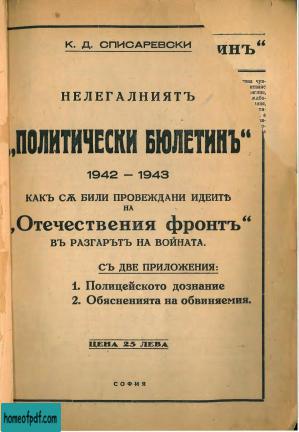 К. Д. СПИСАРЕВСКИ
инъ“
НЕЛЕГАЛНИЯТЪ
„ПОЛИТИЧЕСКИ БЮЛЕТИНЪ“
1942 – 1943
КАКЪ СѪ БИЛИ ПРОВЕЖДАНИ ИДЕИТѢ
НА
„Отечествения фронтъ“
ВЪ РАЗГАРЪТЪ НА ВОЙНАТА.
СЪ ДВЕ ПРИЛОЖЕНИЯ:
1. Полицейското дознание
2. Обясненията на обвиняемия.
ЦЕНА 25 ЛЕВА
СОФИЯ
homeofpdf.com